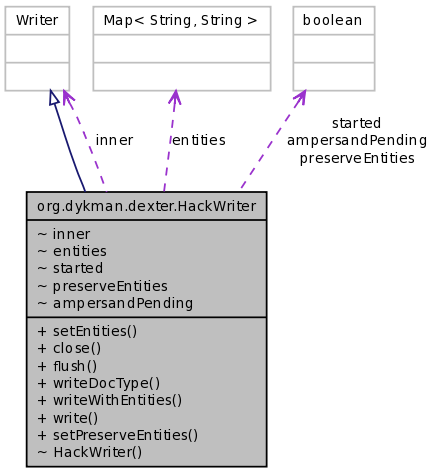 Writer
Map< String, String >
boolean
inner
entities
started
ampersandPending
preserveEntities
org.dykman.dexter.HackWriter
~ inner
~ entities
~ started
~ preserveEntities
~ ampersandPending
+ setEntities()
+ close()
+ flush()
+ writeDocType()
+ writeWithEntities()
+ write()
+ setPreserveEntities()
~ HackWriter()